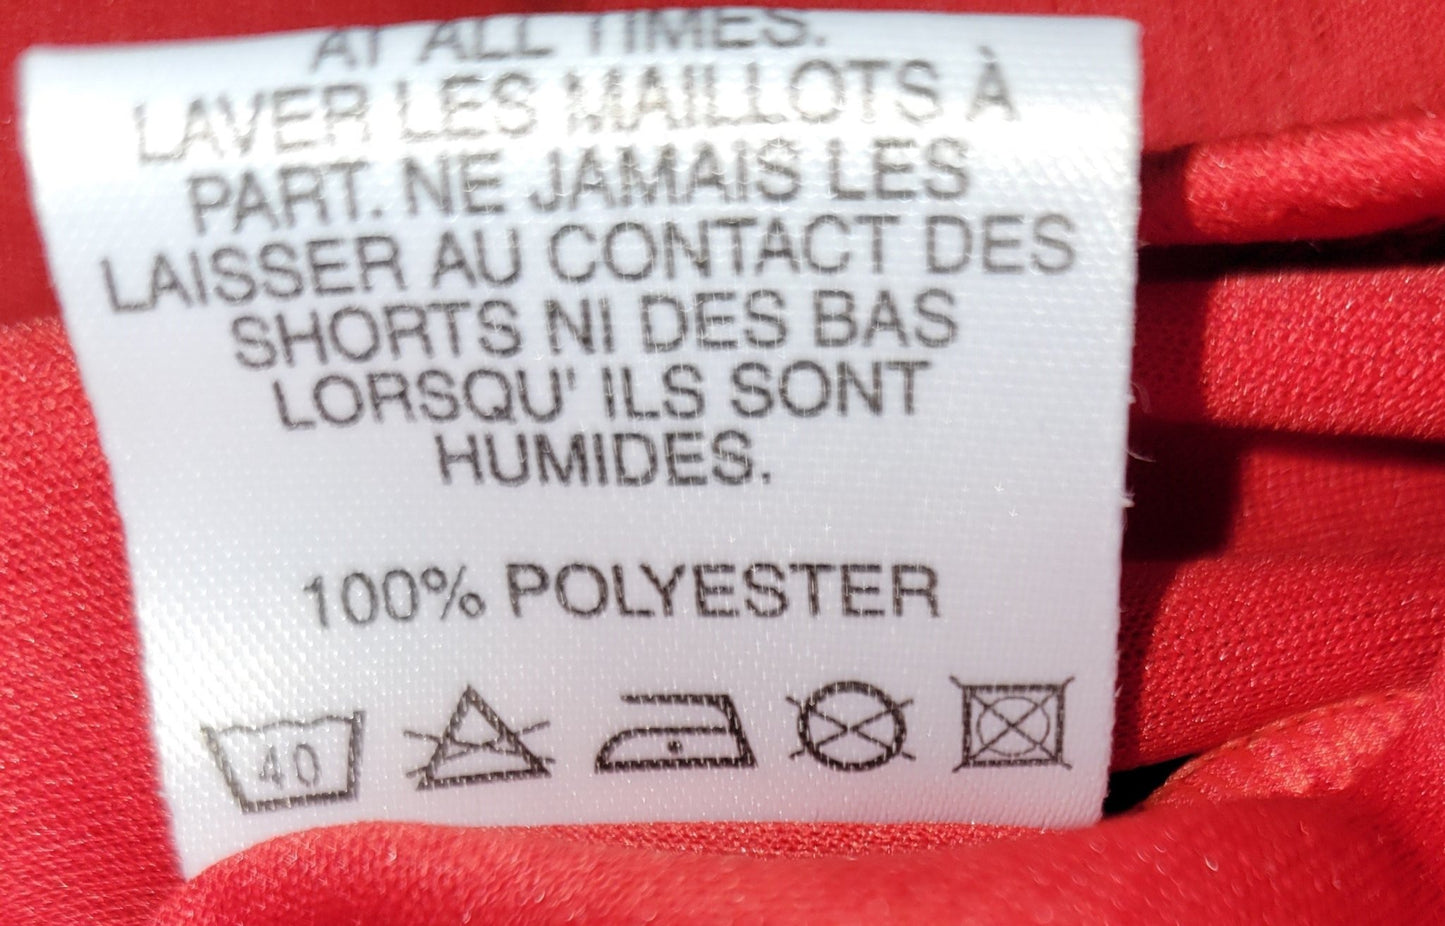 AT ALL TIMES.
LAVER LES MAILLOTS À
PART. NE JAMAIS LES
LAISSER AU CONTACT DES
SHORTS NI DES BAS
LORSQU' ILS SONT
HUMIDES.
100% POLYESTER
40